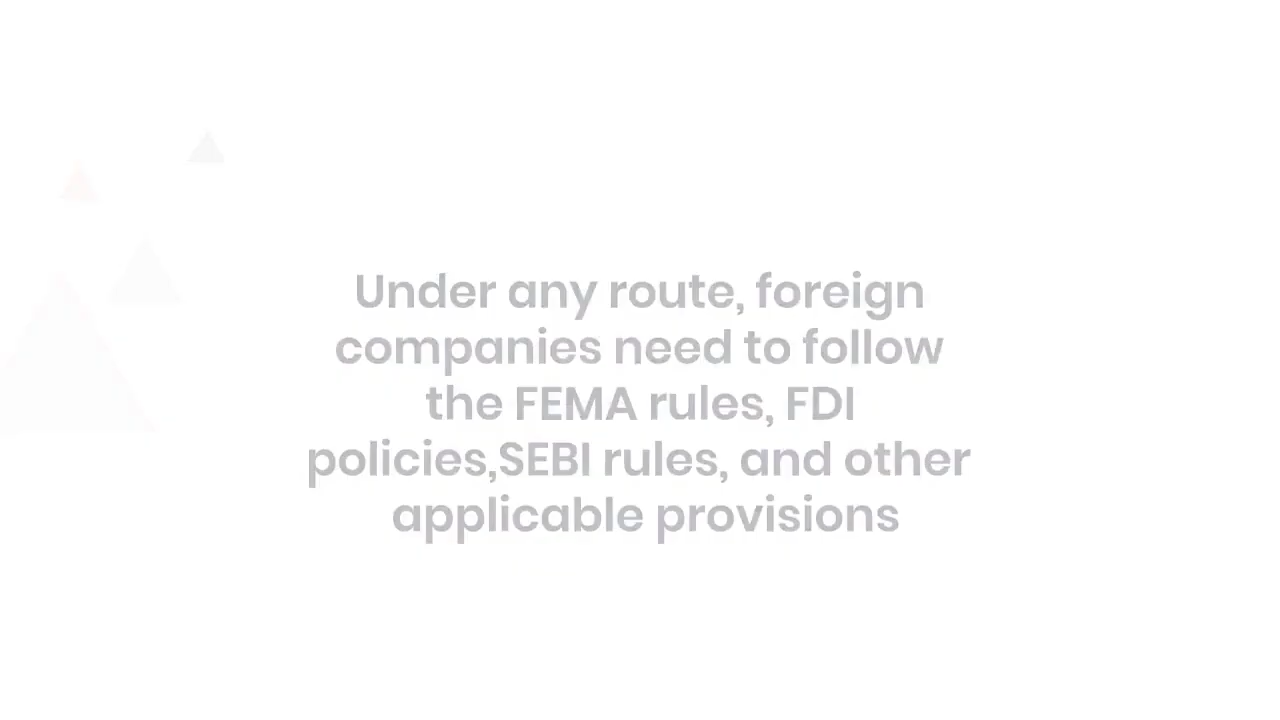 Under any route, foreign
companies need to follow
the FEMA rules, FDI
policies,SEBI rules, and other
applicable provisions